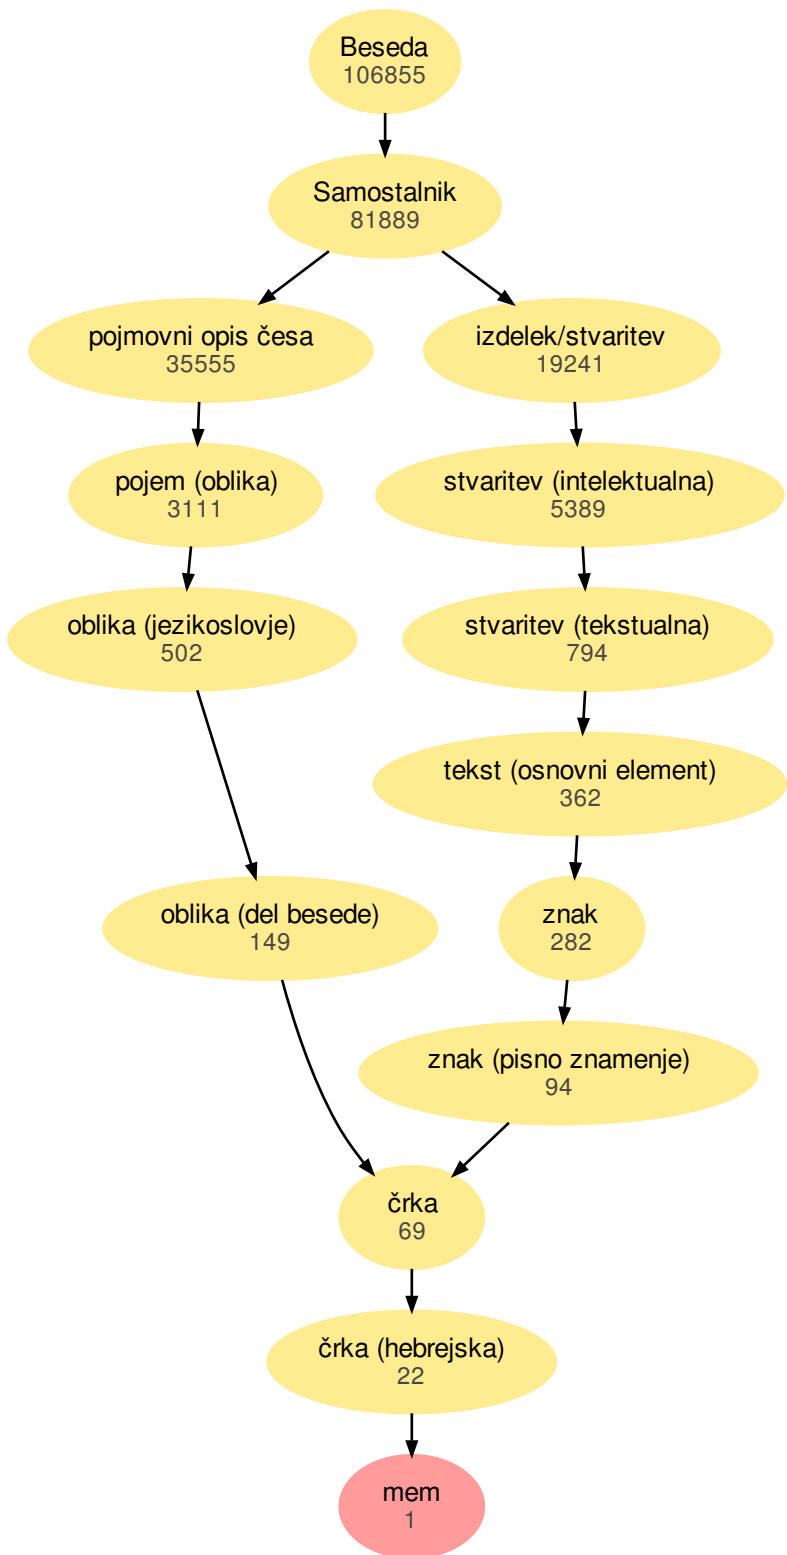 Beseda
106855
Samostalnik
81889
pojmovni opis česa
35555
izdelek/stvaritev
19241
pojem (oblika)
3111
stvaritev (intelektualna)
5389
oblika (jezikoslovje)
502
stvaritev (tekstualna)
794
tekst (osnovni element)
362
oblika (del besede)
149
znak
282
znak (pisno znamenje)
94
črka
69
črka (hebrejska)
22
mem
1